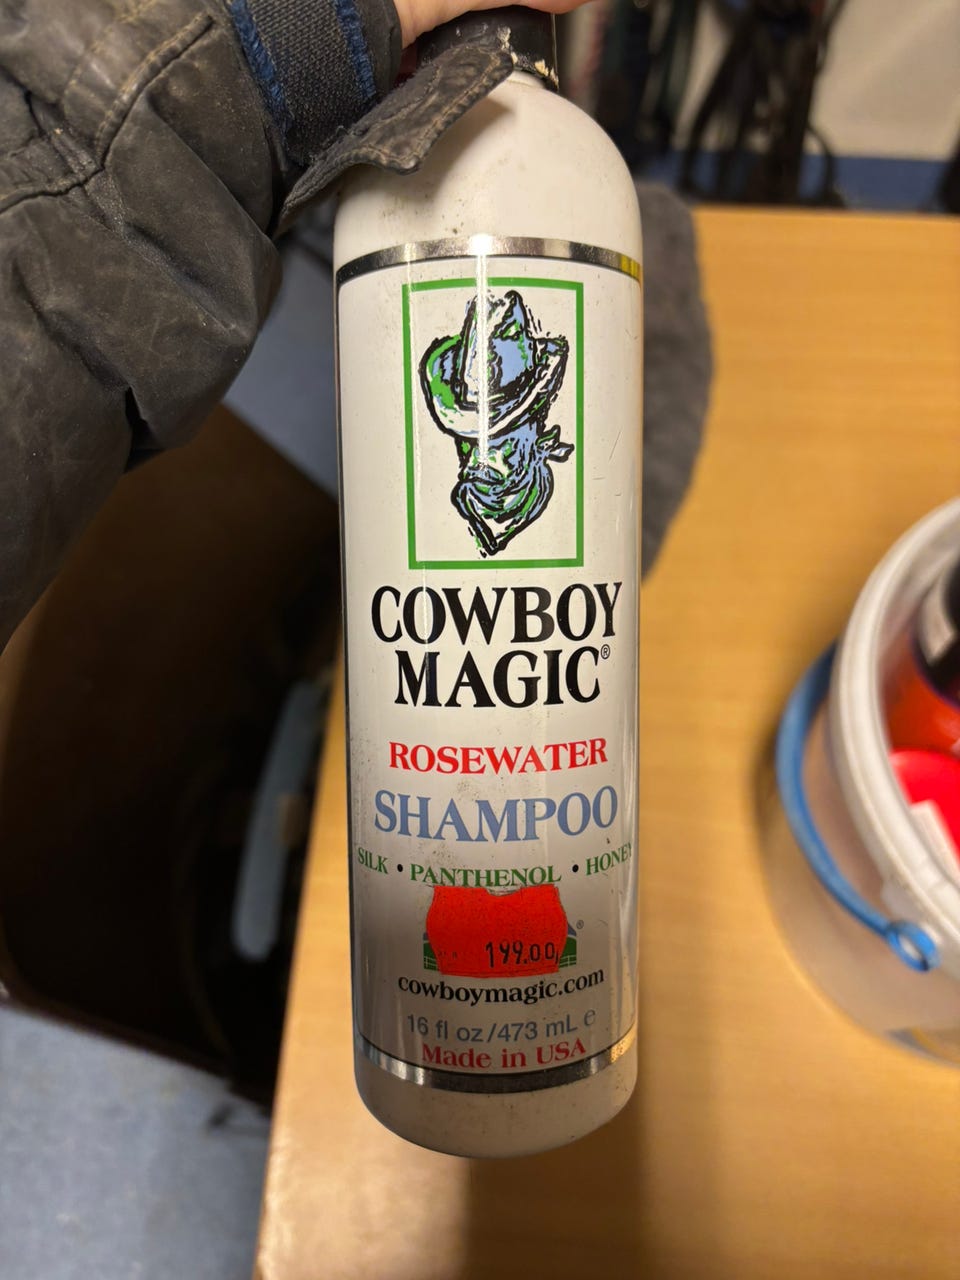 COWBOY
MAGIC®
ROSEWATER
SHAMPOO
SILK • PANTHENOL • HONEY
®
199.00
cowboymagic.com
16 fl oz/473 mL e
Made in USA